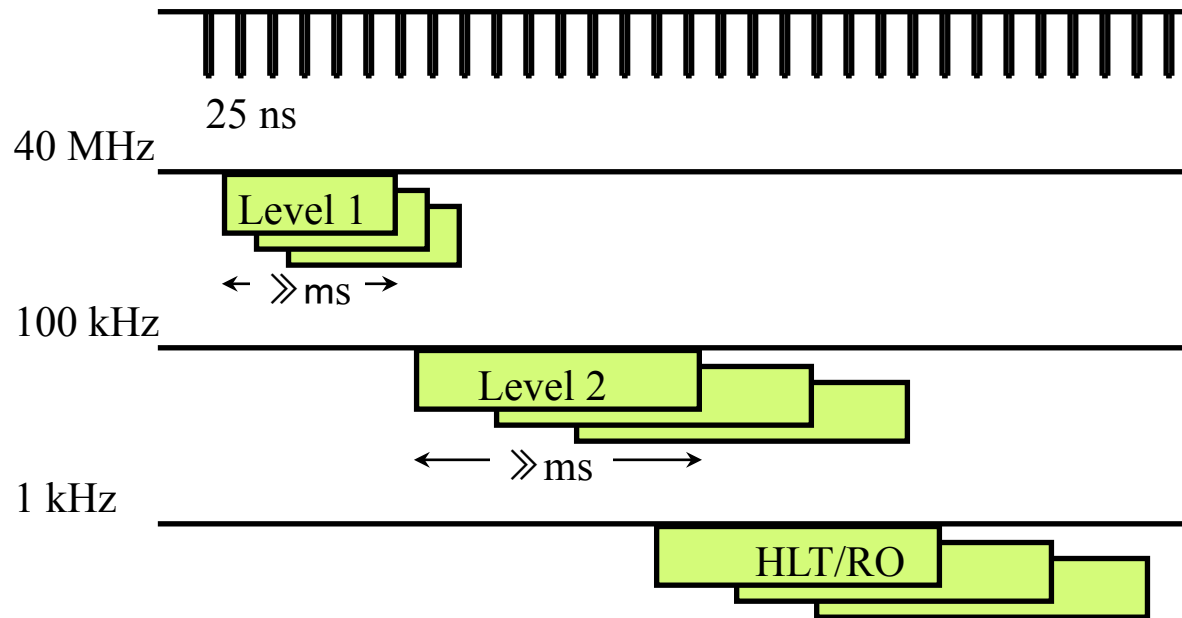 25 ns
40 MHz
Level 1
≫ ms
100 kHz
Level 2
≫ ms
1 kHz
HLT/RO